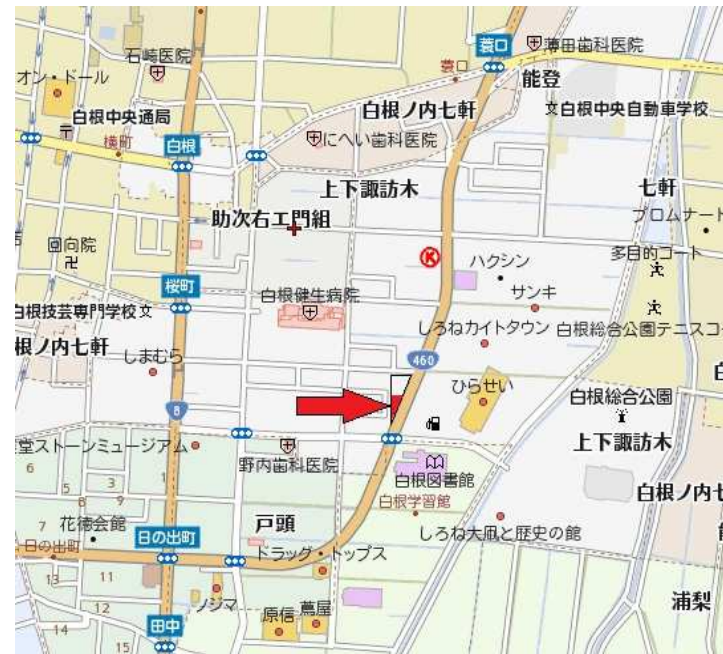 石崎医院
蓑口
薄田歯科医院
オン・ドール
蓑口
能登
白根中央通局
白根ノ内七軒
文白根中央自動車学校
横町
白根
にへい歯科医院
上下諏訪木
七軒
プロムナード
助次右エ門組
回向院
K
ハクシン
多目的コート
サンキ
桜町
白根健生病院
白根技芸専門学校文
しろねカイトタウン
白根総合公園テニスコー
根ノ内七軒
しまむら
460
ひらせい
8
白根総合公園
堂ストーンミュージアム
野内歯科医院
上下諏訪木
白根図書館
白根ノ内七
白根学習館
6
5
3
1
4
8
9
7
花徳会館
戸頭
しろね大凧と歴史の館
日の出町
日の出町
ドラッグ・トップス
13
11
12
ノジマ
原信
蔦屋
浦梨
田中
14
15